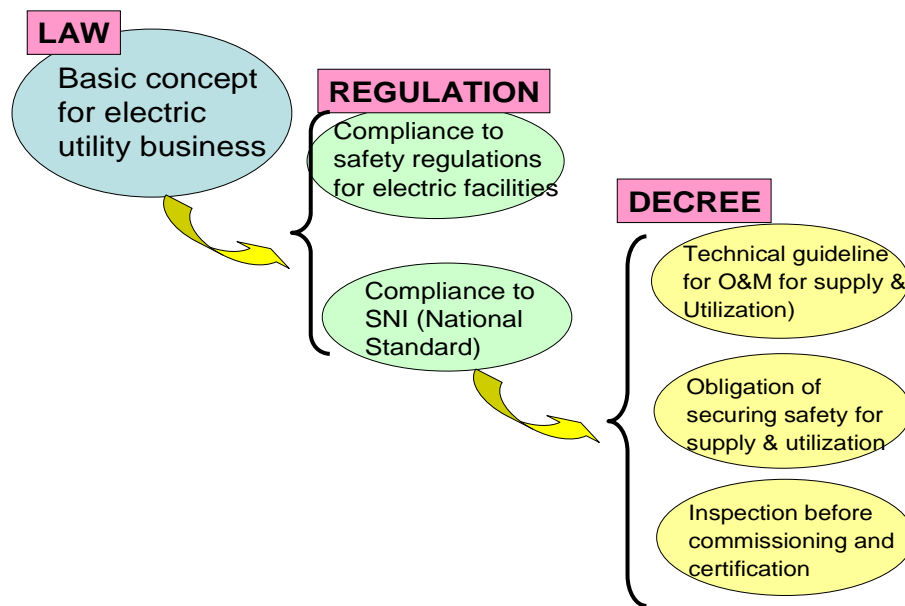 LAW
Basic concept
for electric
utility business
REGULATION
Compliance to
safety regulations
for electric facilities
Compliance to
SNI (National
Standard)
DECREE
Technical guideline
for O&M for supply &
Utilization)
Obligation of
securing safety for
supply & utilization
Inspection before
commissioning and
certification